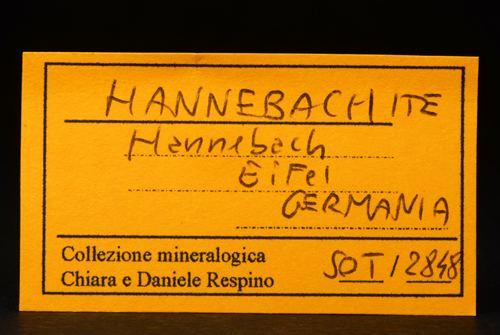 HANNEBACHITE
Hannebach
EiFel
GERMANIA
Collezione mineralogica
Chiara e Daniele Respino
SOT/2848